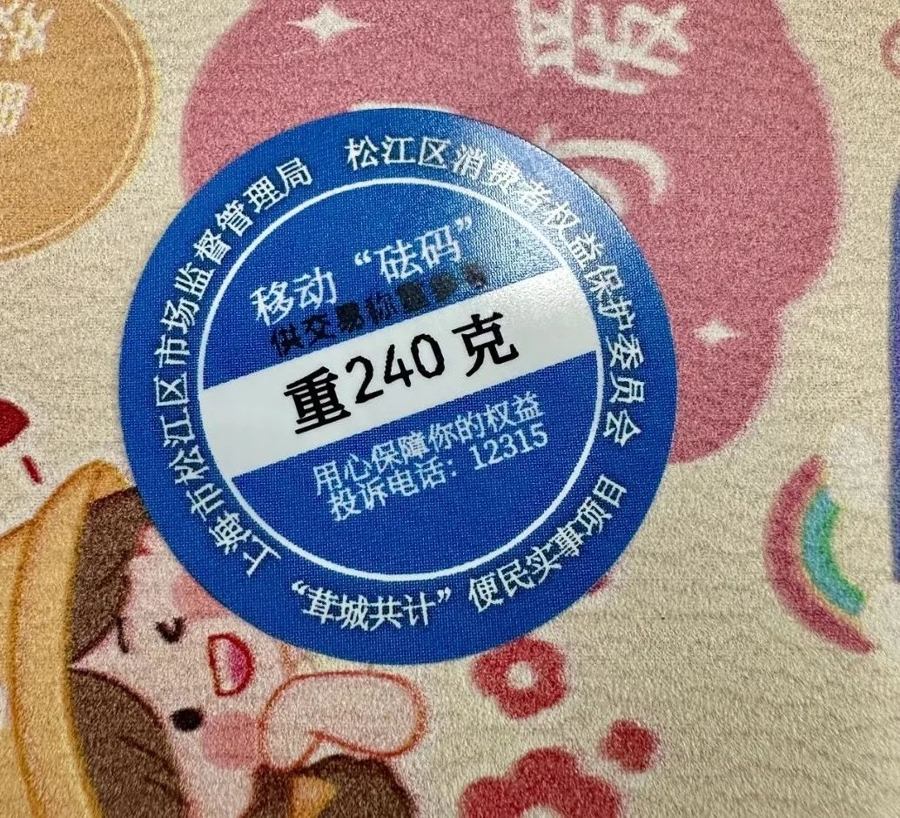 上海市松江区市场监督管理局 松江区消费者权益保护委员会
移动“砝码”
供交易称重参考
重240克
用心保障你的权益
投诉电话：12315
“茸城共计”便民实事项目